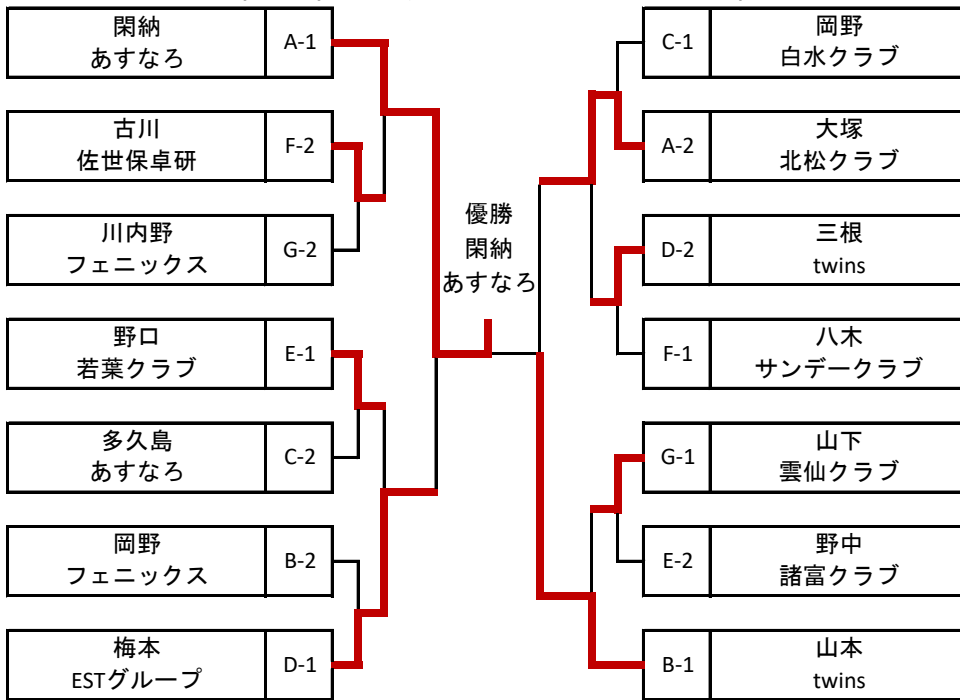 閑納
あすなろ
A-1
古川
佐世保卓研
F-2
川内野
フェニックス
G-2
野口
若葉クラブ
E-1
多久島
あすなろ
C-2
岡野
フェニックス
B-2
梅本
ESTグループ
D-1
優勝
閑納
あすなろ
C-1
岡野
白水クラブ
A-2
大塚
北松クラブ
D-2
三根
twins
F-1
八木
サンデークラブ
G-1
山下
雲仙クラブ
E-2
野中
諸富クラブ
B-1
山本
twins